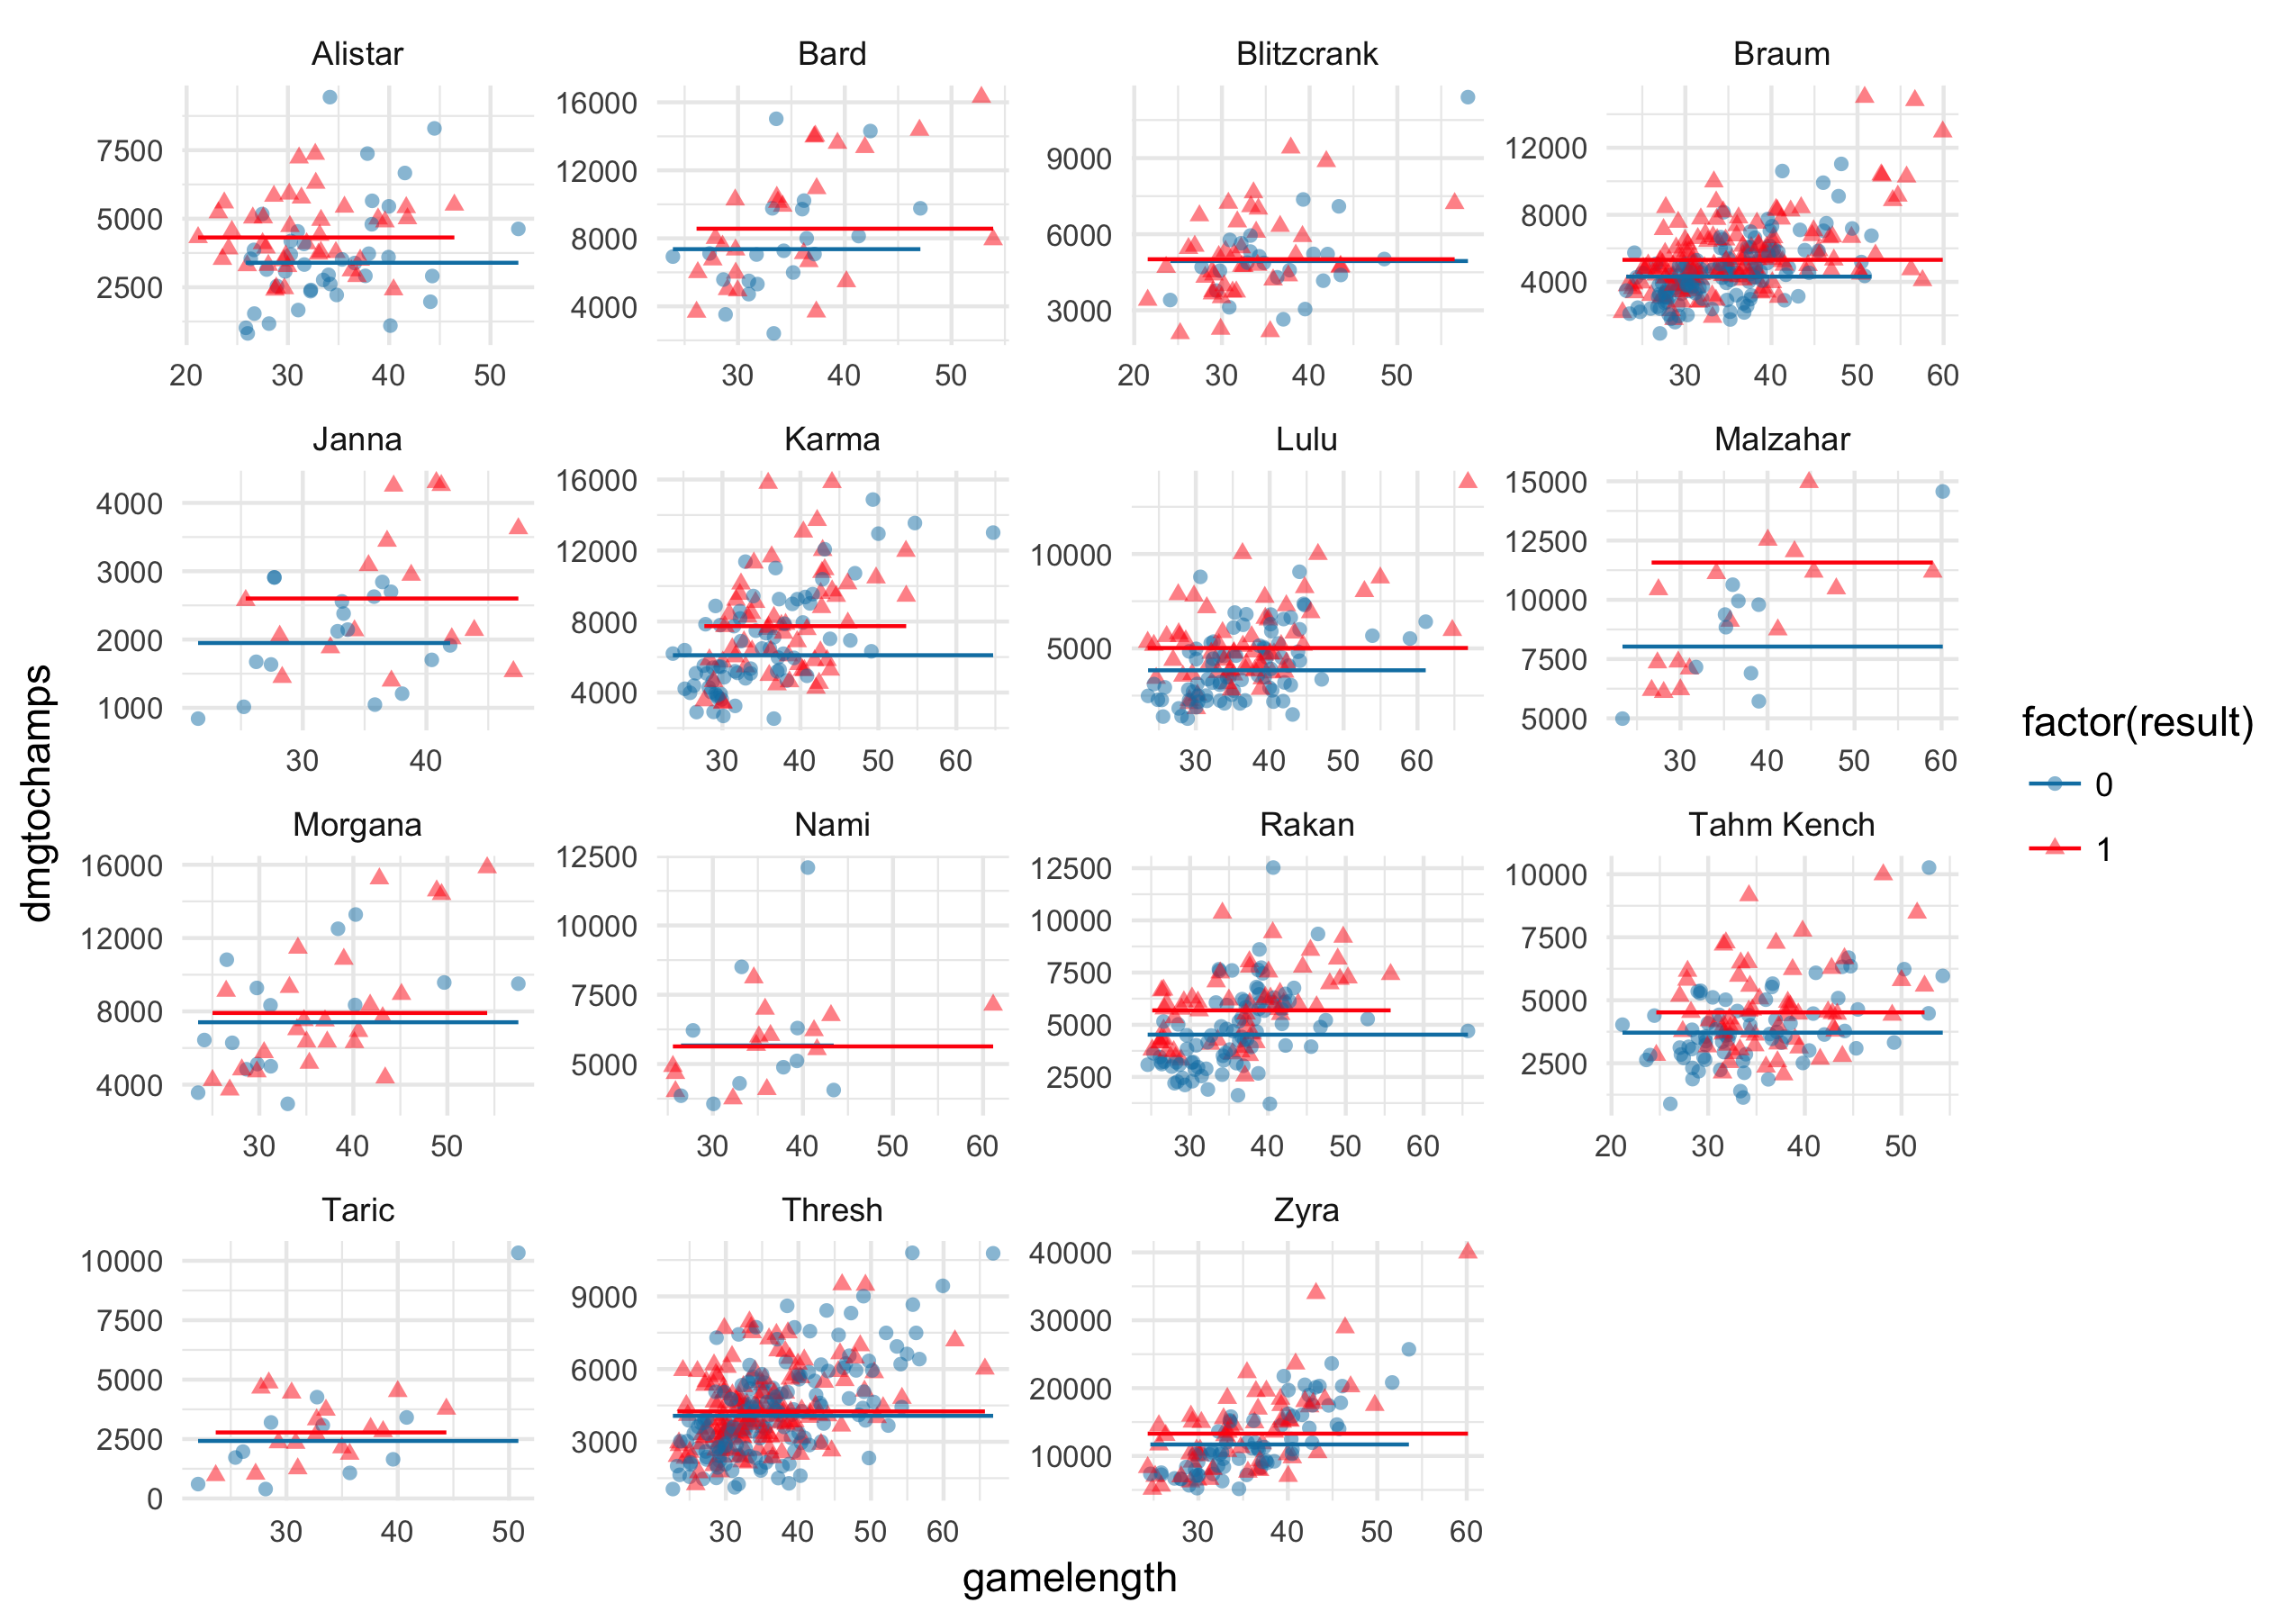 Alistar Bard Blitzcrank Braum
7500
5000
2500
20 30 40 50
16000
12000
8000
4000
30 40 50
9000
6000
3000
20 30 40 50
12000
8000
4000
30 40 50 60
Janna Karma Lulu Malzahar
4000
3000
2000
1000
30 40
16000
12000
8000
4000
30 40 50 60
10000
5000
30 40 50 60
15000
12500
10000
7500
5000
30 40 50 60
Morgana Nami Rakan Tahm Kench
16000
12000
8000
4000
30 40 50
12500
10000
7500
5000
30 40 50 60
12500
10000
7500
5000
2500
30 40 50 60
10000
7500
5000
2500
20 30 40 50
Taric Thresh Zyra
10000
7500
5000
2500
0
30 40 50
9000
6000
3000
30 40 50 60
40000
30000
20000
10000
30 40 50 60
dmgtochamps
gamelength
factor(result)
0
1